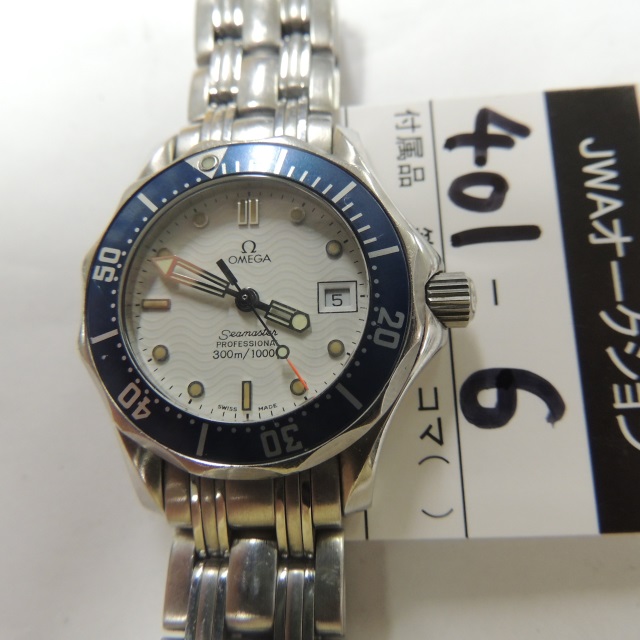 Ω
OMEGA
5
Seamaster
PROFESSIONAL
300m/1000
SWISS MADE
50
40
30
20
JWAオークション
401-6
付属品
コマ( )